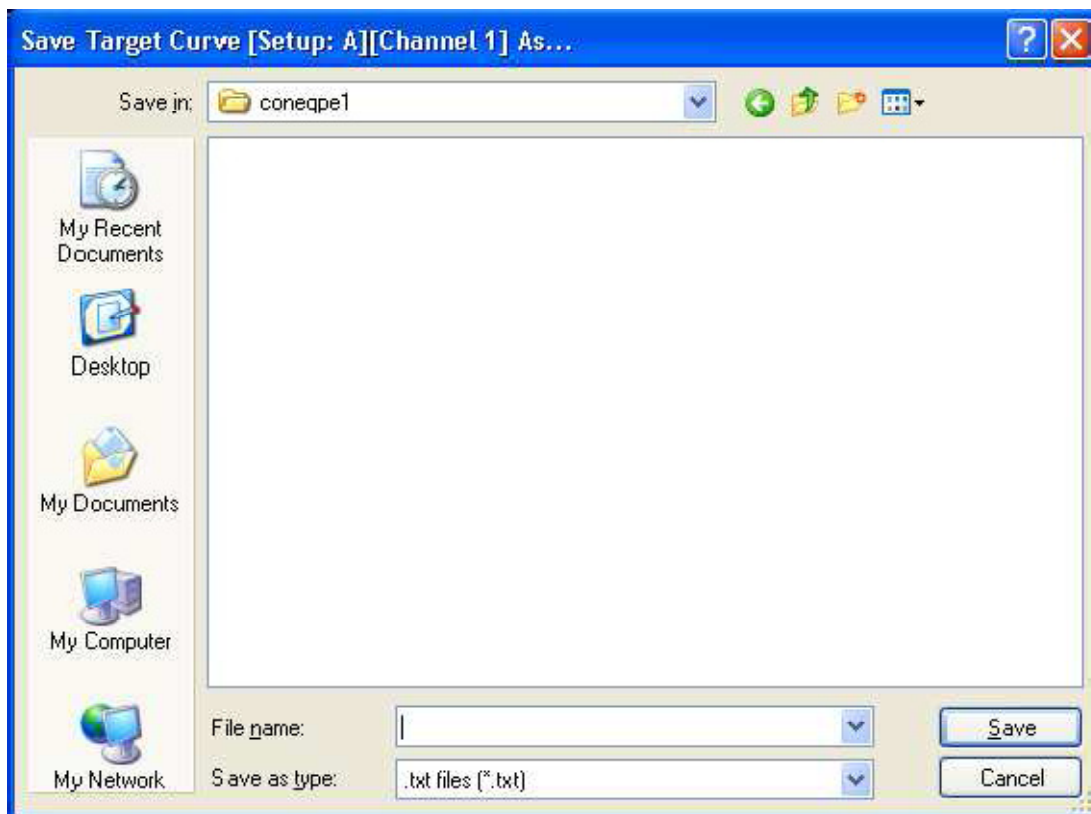 Save Target Curve [Setup: A][Channel 1] As...
Save in:
coneqpe1
My Recent
Documents
Desktop
My Documents
My Computer
My Network
File name:
Save
Save as type:
.txt files (*.txt)
Cancel